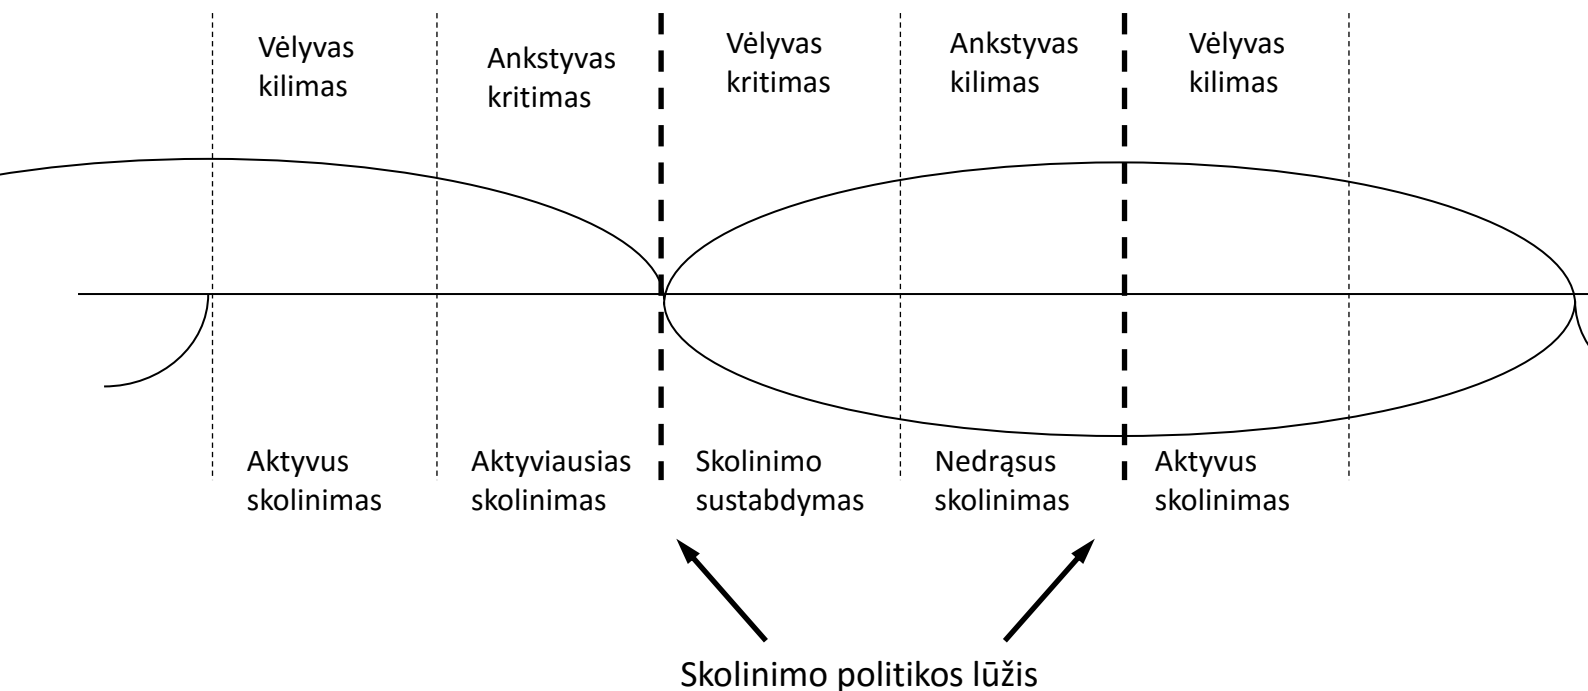 Vėlyvas
kilimas
Ankstyvas
kritimas
Vėlyvas
kritimas
Ankstyvas
kilimas
Vėlyvas
kilimas
Aktyvus
skolinimas
Aktyviausias
skolinimas
Skolinimo
sustabdymas
Nedrąsus
skolinimas
Aktyvus
skolinimas
Skolinimo politikos lūžis